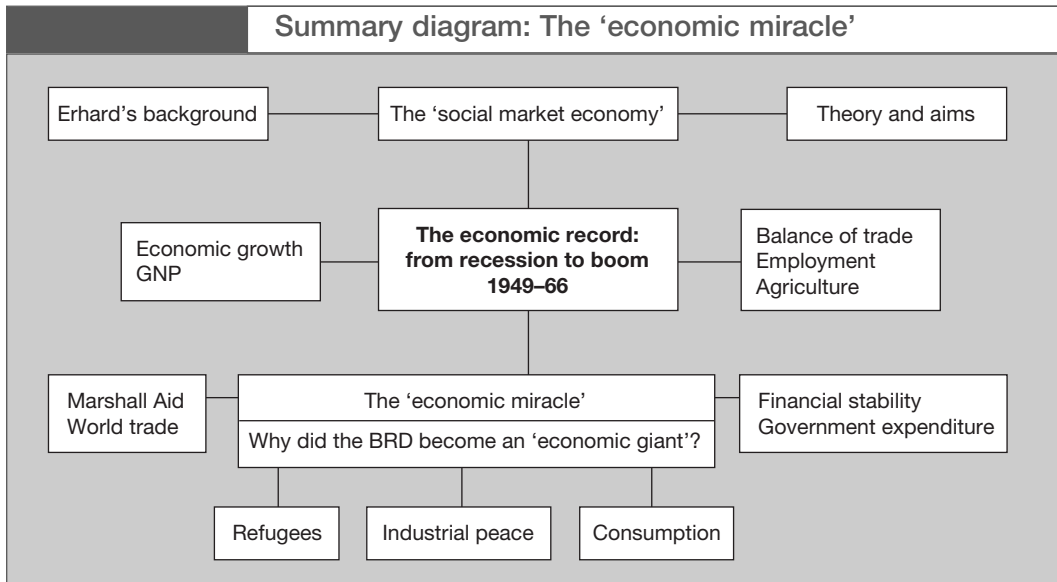 Summary diagram: The ‘economic miracle’
Erhard’s background
The ‘social market economy’
Theory and aims
Economic growth
GNP
The economic record:
from recession to boom
1949–66
Balance of trade
Employment
Agriculture
Marshall Aid
World trade
The ‘economic miracle’
Why did the BRD become an ‘economic giant’?
Financial stability
Government expenditure
Refugees
Industrial peace
Consumption